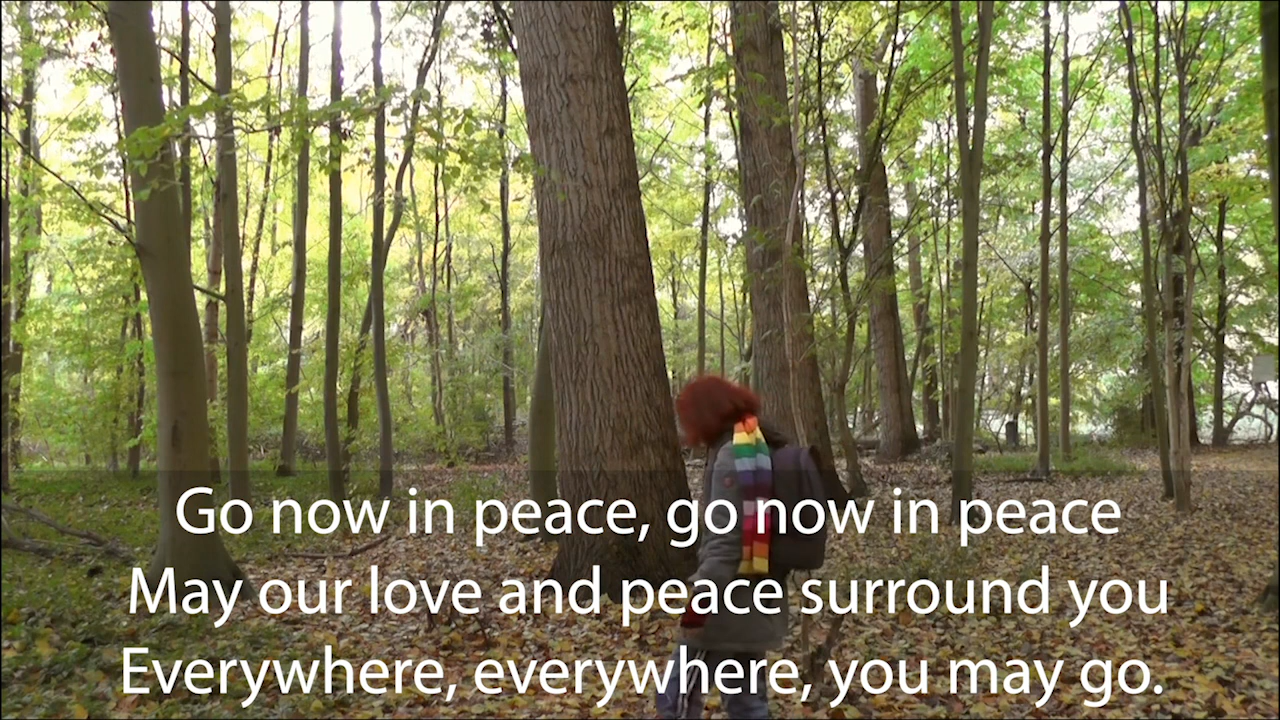 Go now in peace, go now in peace
May our love and peace surround you
Everywhere, everywhere, you may go.